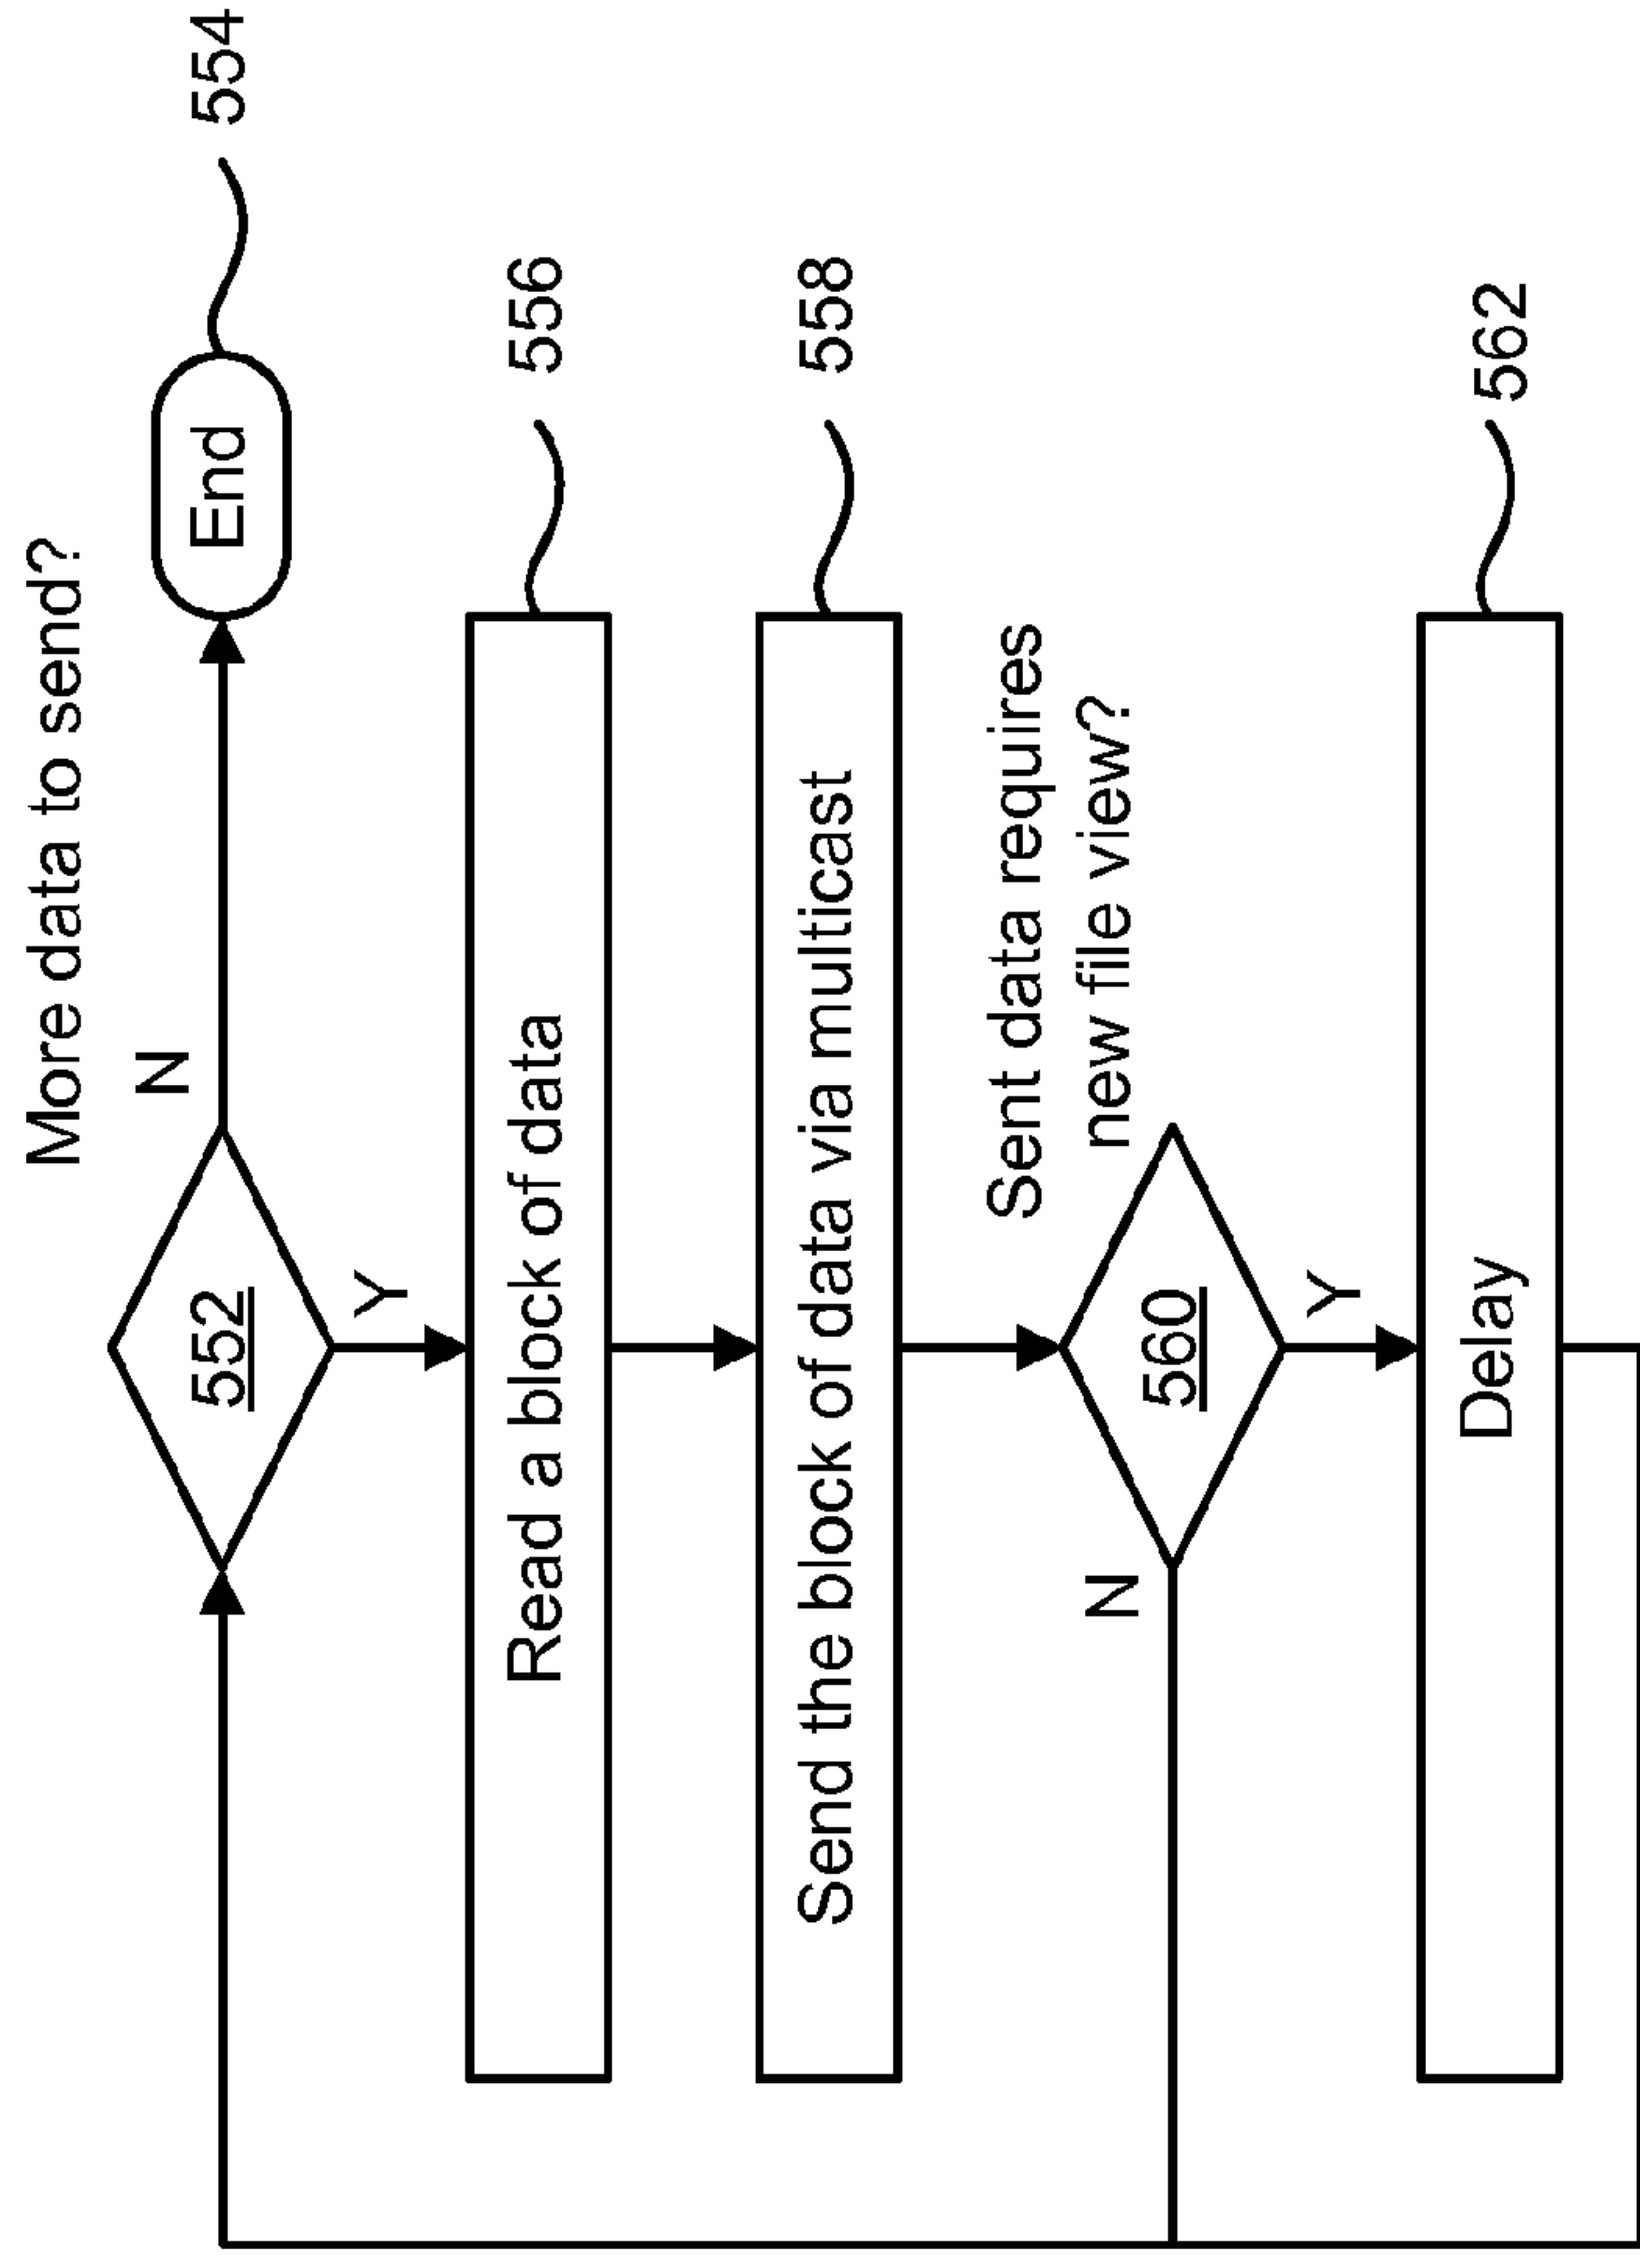 More data to send?
552
N
End
554
Y
Read a block of data
556
Send the block of data via multicast
558
Sent data requires
new file view?
N
560
Y
Delay
562